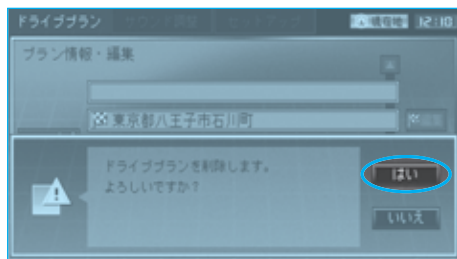 ドライブプラン
現在地 12:10
プラン情報・編集
東京都八王子市石川町
ドライブプランを削除します。
よろしいですか?
はい
いいえ